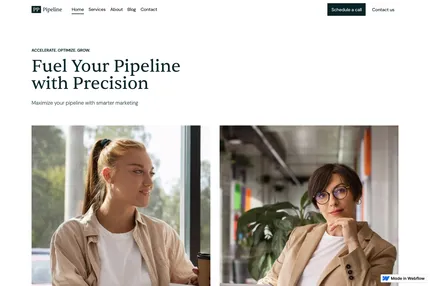 PP Pipeline
Home Services About Blog Contact
Schedule a call
Contact us
ACCELERATE. OPTIMIZE. GROW.
Fuel Your Pipeline
with Precision
Maximize your pipeline with smarter marketing
Made in Webflow